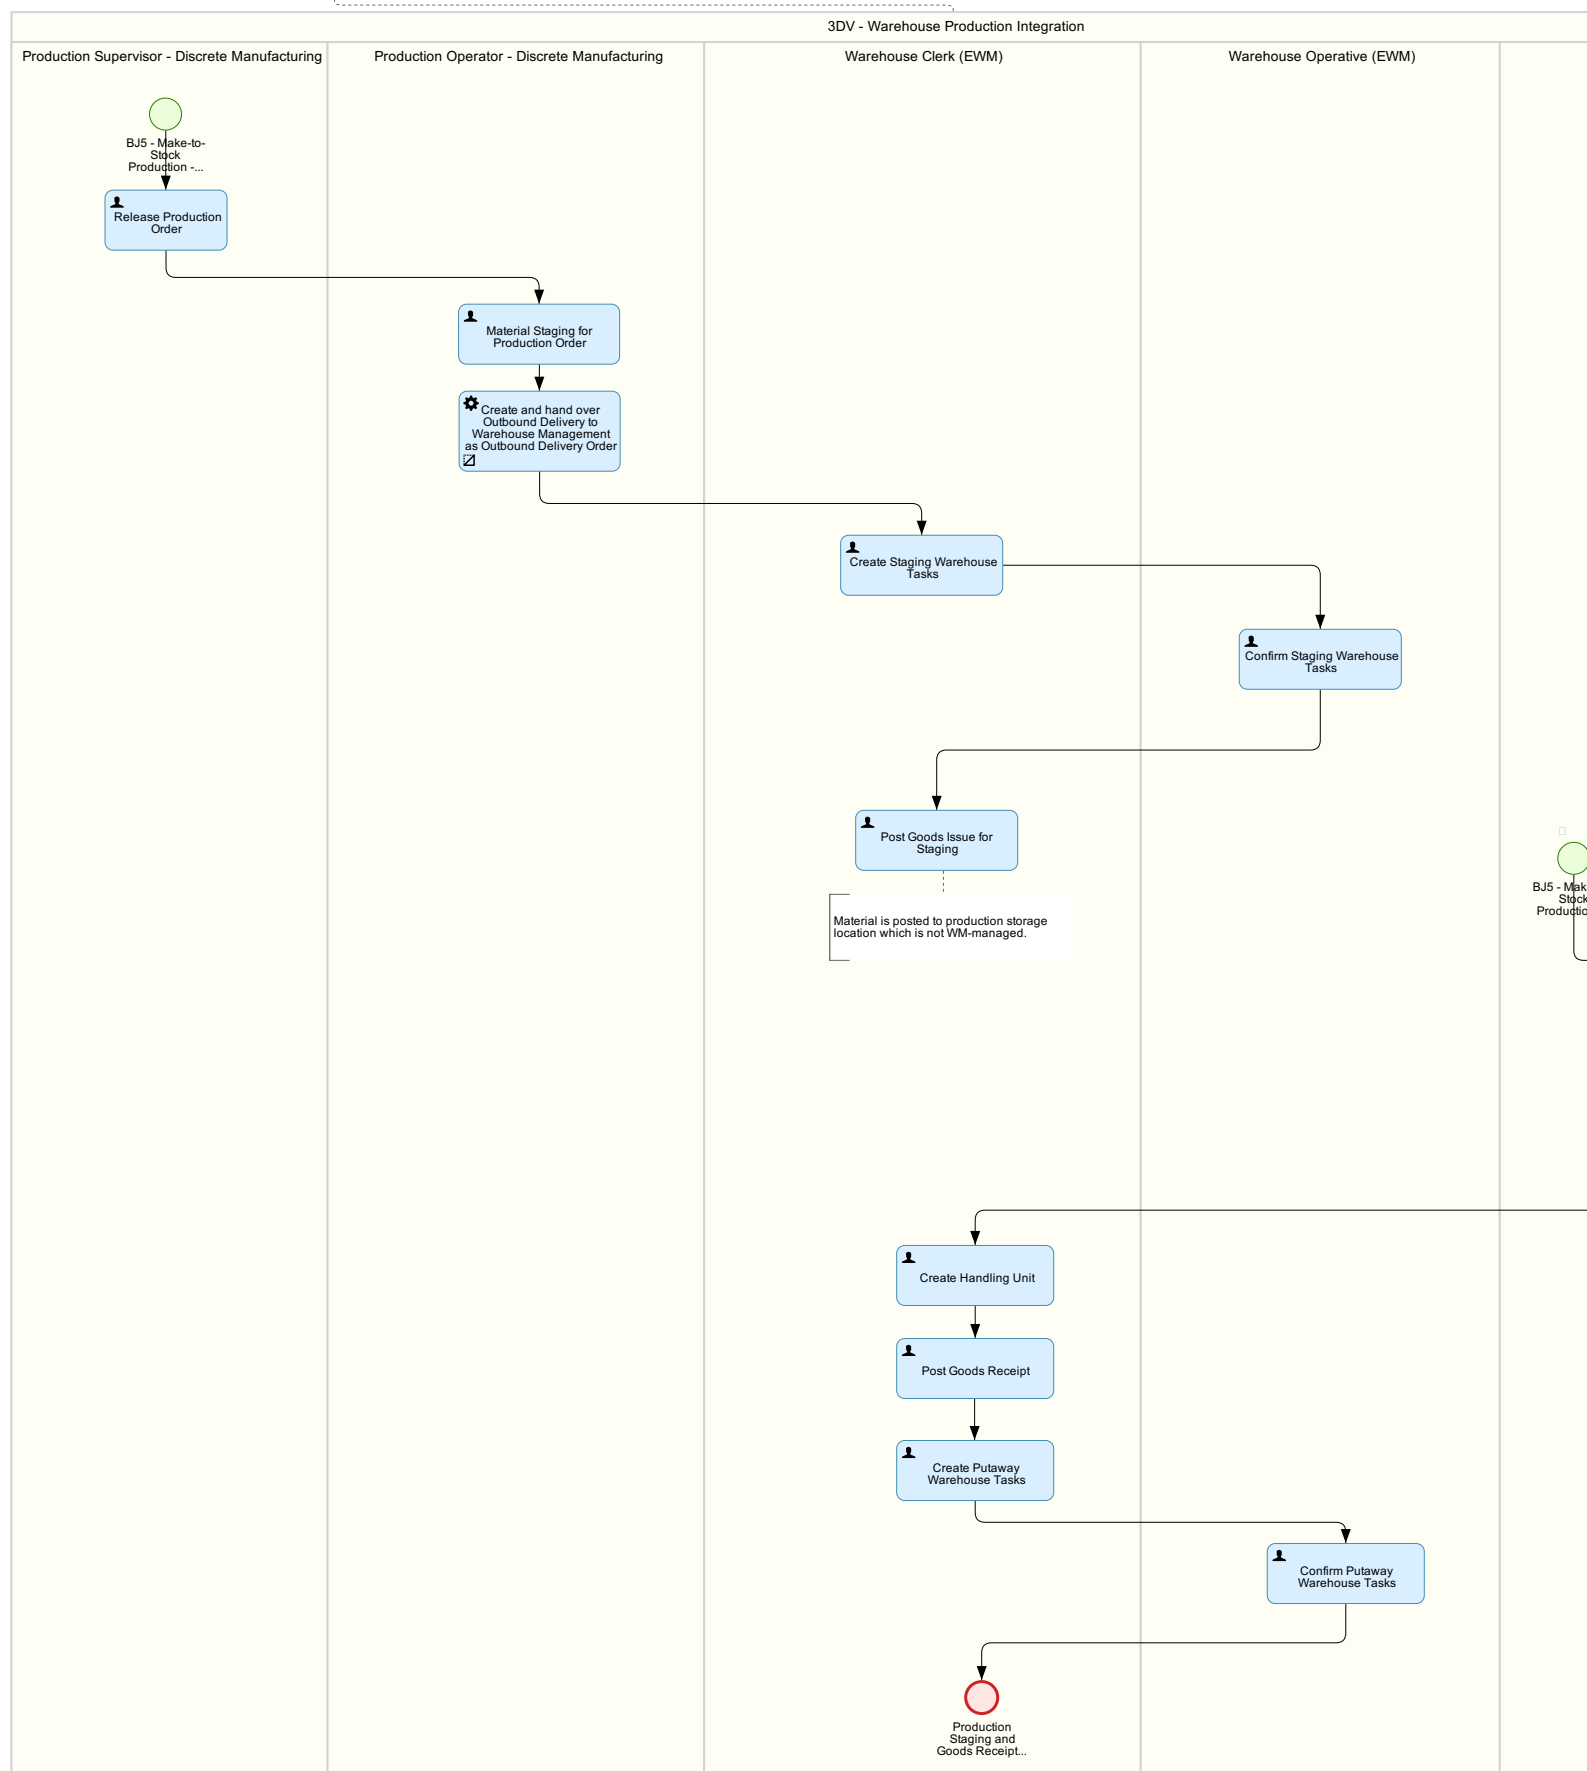 3DV - Warehouse Production Integration
Production Supervisor - Discrete Manufacturing
Production Operator - Discrete Manufacturing
Warehouse Clerk (EWM)
Warehouse Operative (EWM)
BJ5 - Make-to-
Stock
Production -...
Release Production
Order
Material Staging for
Production Order
Create and hand over
Outbound Delivery to
Warehouse Management
as Outbound Delivery Order
Create Staging Warehouse
Tasks
Confirm Staging Warehouse
Tasks
Post Goods Issue for
Staging
Material is posted to production storage
location which is not WM-managed.
BJ5 - Mak
Stock
Productio
Create Handling Unit
Post Goods Receipt
Create Putaway
Warehouse Tasks
Confirm Putaway
Warehouse Tasks
Production
Staging and
Goods Receipt...